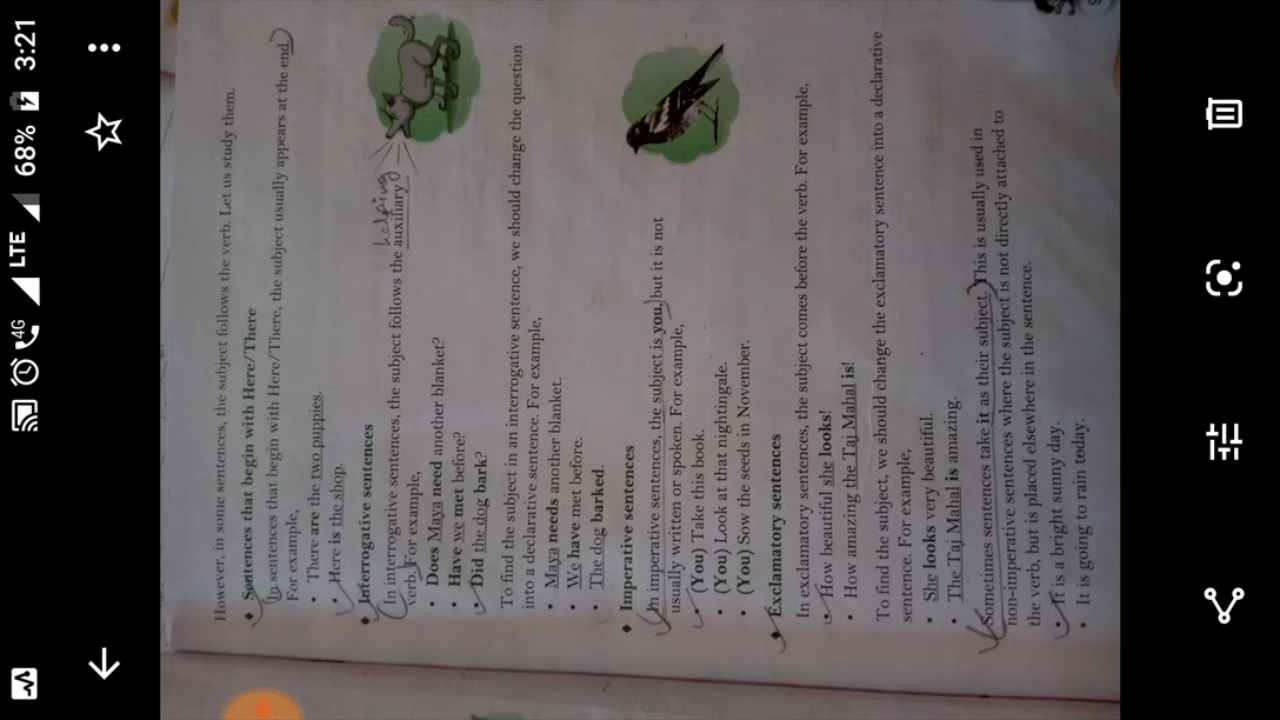 3:21
68%
LTE
4G
However, in some sentences, the subject follows the verb. Let us study them.
Sentences that begin with Here/There
In sentences that begin with Here/There, the subject usually appears at the end.
For example,
• There are the two puppies.
• Here is the shop.
Interrogative sentences
helping
In interrogative sentences, the subject follows the auxiliary
verb. For example,
• Does Maya need another blanket?
• Have we met before?
• Did the dog bark?
To find the subject in an interrogative sentence, we should change the question
into a declarative sentence. For example,
• Maya needs another blanket.
• We have met before.
• The dog barked.
Imperative sentences
In imperative sentences, the subject is you, but it is not
usually written or spoken. For example,
• (You) Take this book.
• (You) Look at that nightingale.
• (You) Sow the seeds in November.
Exclamatory sentences
In exclamatory sentences, the subject comes before the verb. For example,
• How beautiful she looks!
• How amazing the Taj Mahal is!
To find the subject, we should change the exclamatory sentence into a declarative
sentence. For example,
• She looks very beautiful.
• The Taj Mahal is amazing.
Sometimes sentences take it as their subject. This is usually used in
non-imperative sentences where the subject is not directly attached to
the verb, but is placed elsewhere in the sentence.
• It is a bright sunny day.
• It is going to rain today.